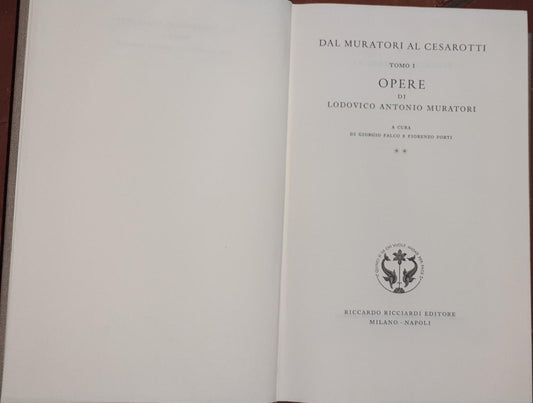 DAL MURATORI AL CESAROTTI
TOMO I
OPERE
DI
LODOVICO ANTONIO MURATORI
A CURA
DI GIORGIO FALCO E FIORENZO FORTI
* *
RICCARDO RICCIARDI EDITORE
MILANO - NAPOLI